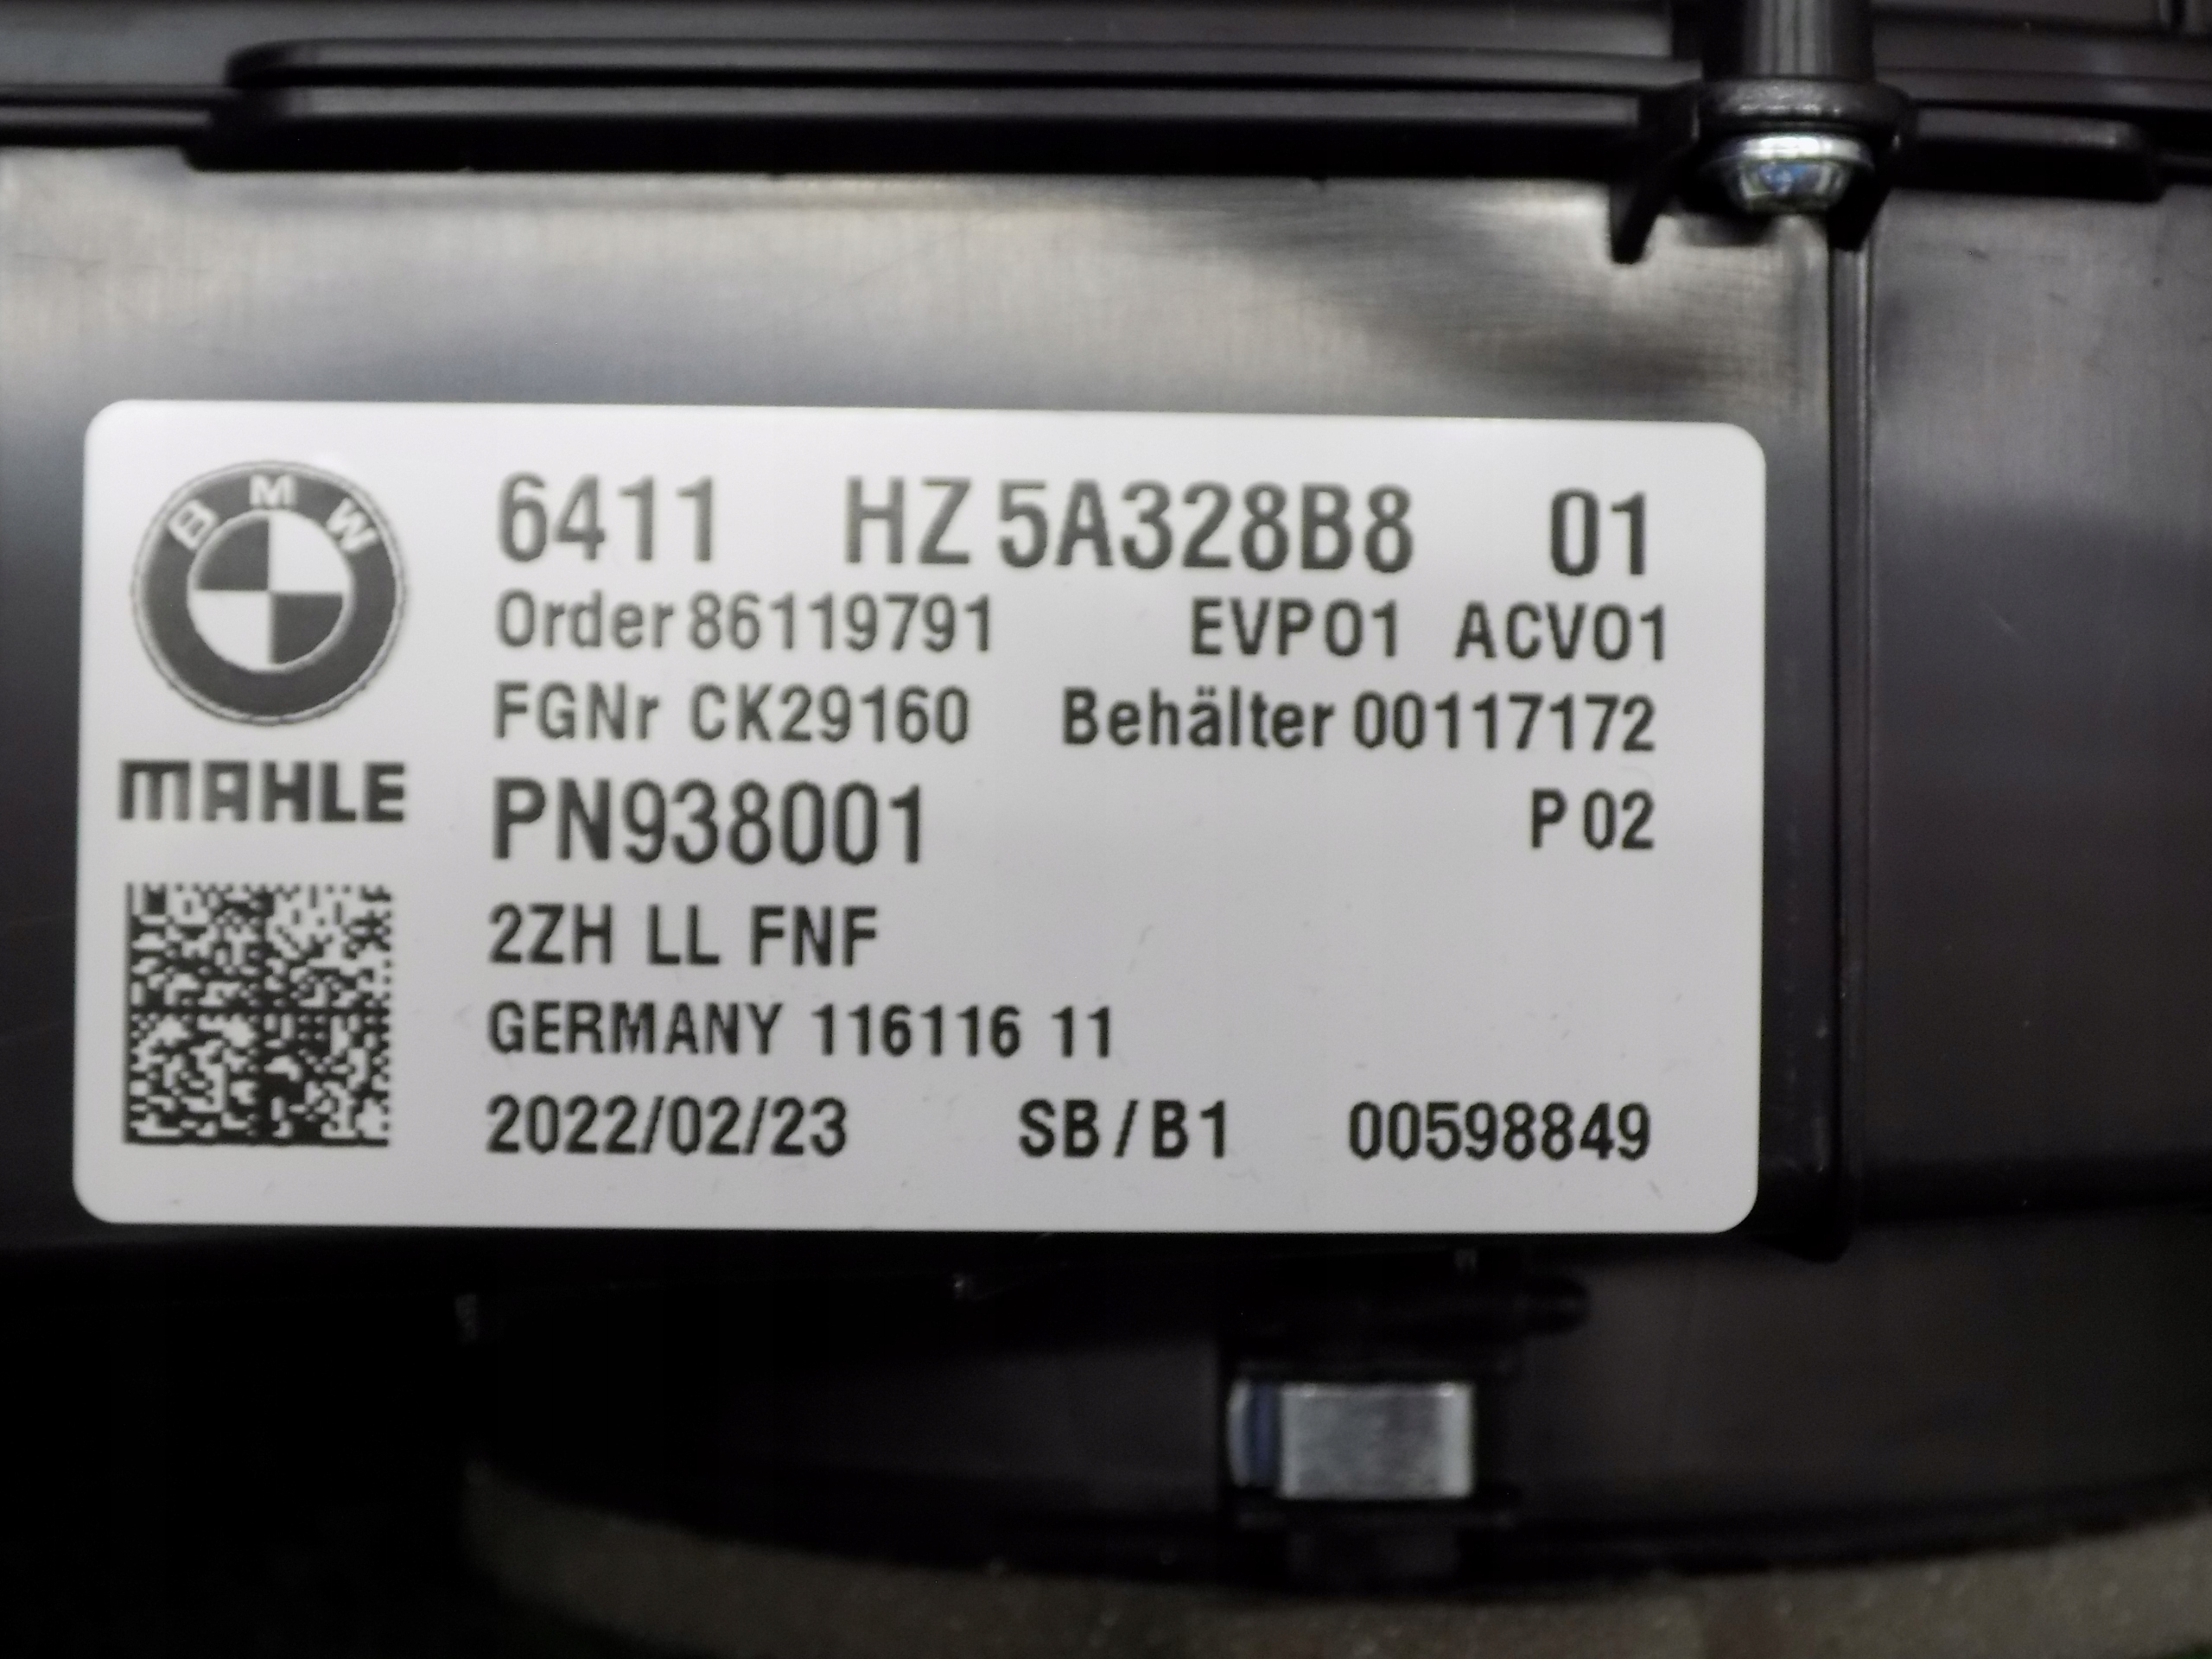 BMW
6411 HZ 5A328B8 01
Order 86119791 EVP01 ACV01
FGNr CK29160 Behälter 00117172
MAHLE PN938001 P 02
2ZH LL FNF
GERMANY 116116 11
2022/02/23 SB/B1 00598849